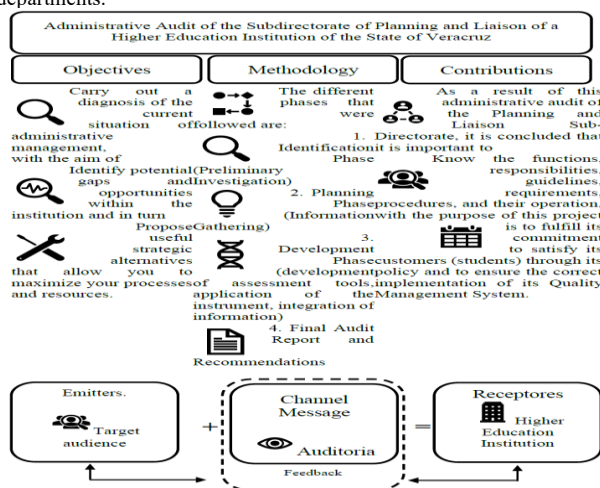 departments.
Administrative Audit of the Subdirectorate of Planning and Liaison of a
Higher Education Institution of the State of Veracruz
Objectives
Carry out a
diagnosis of the
current
situation of
administrative
management,
with the aim of
Identify potential
gaps and
opportunities
within the
institution and in turn
Propose
useful
strategic
alternatives
that allow you to
maximize your processes
and resources.
Methodology
The different
phases that
were
followed are:
1.
Identification
Phase
(Preliminary
Investigation)
2. Planning
Phase
(Information
Gathering)
3.
Development
Phase
(development
of assessment tools,
application of the
instrument, integration of
information)
4. Final Audit
Report and
Recommendations
Contributions
As a result of this
administrative audit of
the Planning and
Liaison Sub-
Directorate, it is concluded that
it is important to
Know the functions,
responsibilities,
guidelines,
requirements,
procedures, and their operation,
with the purpose of this project
is to fulfill its
commitment
to satisfy its
customers (students) through its
policy and to ensure the correct
implementation of its Quality
Management System.
Emitters.
Target
audience
+
Channel
Message
Auditoria
Feedback
=
Receptores
Higher
Education
Institution